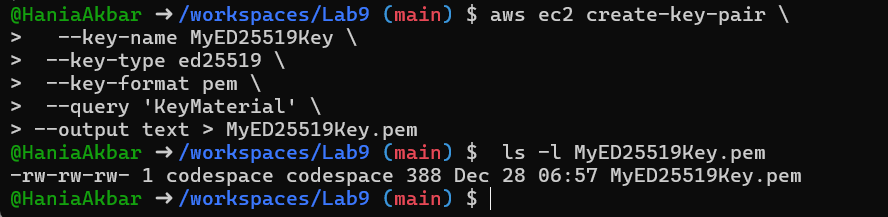 @HaniaAkbar → /workspaces/Lab9 (main) $ aws ec2 create-key-pair \
>   --key-name MyED25519Key \
>  --key-type ed25519 \
>  --key-format pem \
>  --query 'KeyMaterial' \
> --output text > MyED25519Key.pem
@HaniaAkbar → /workspaces/Lab9 (main) $  ls -l MyED25519Key.pem
-rw-rw-rw- 1 codespace codespace 388 Dec 28 06:57 MyED25519Key.pem
@HaniaAkbar → /workspaces/Lab9 (main) $